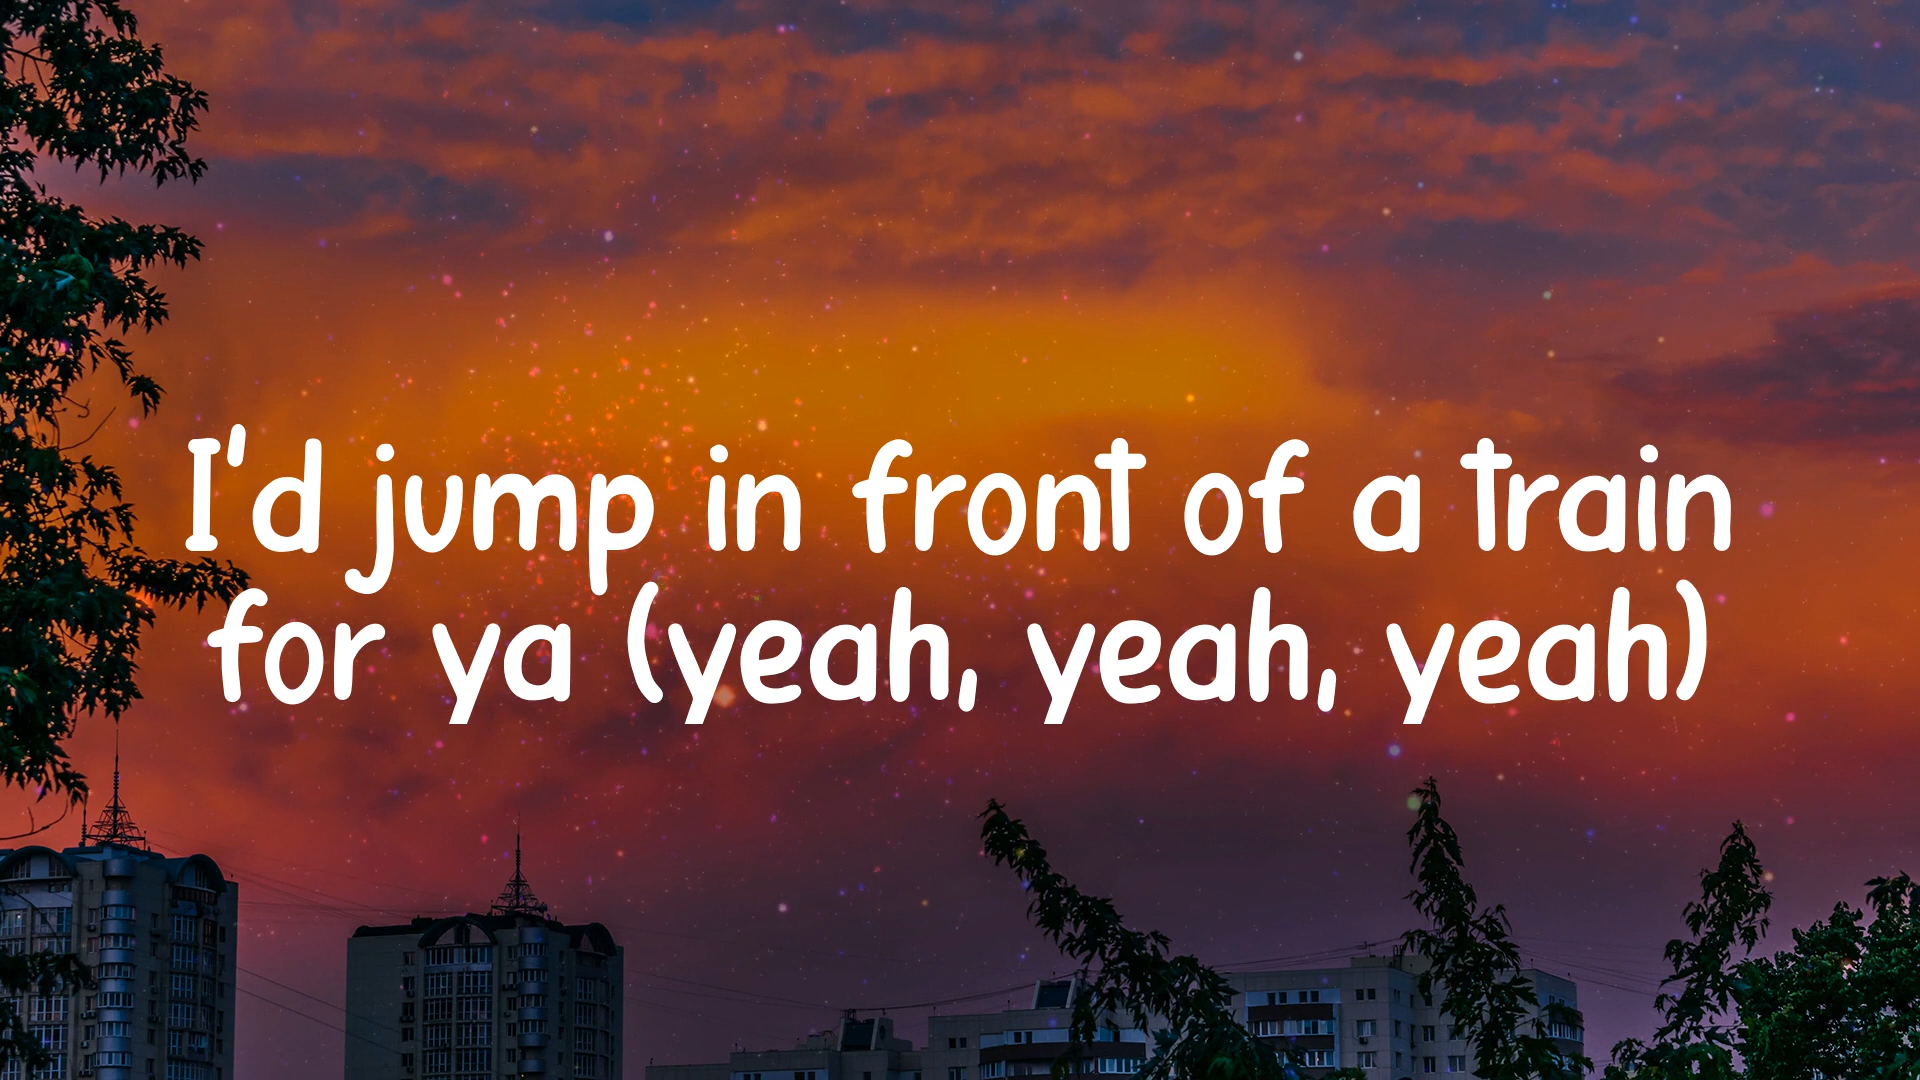 I'd jump in front of a train
for ya (yeah, yeah, yeah)